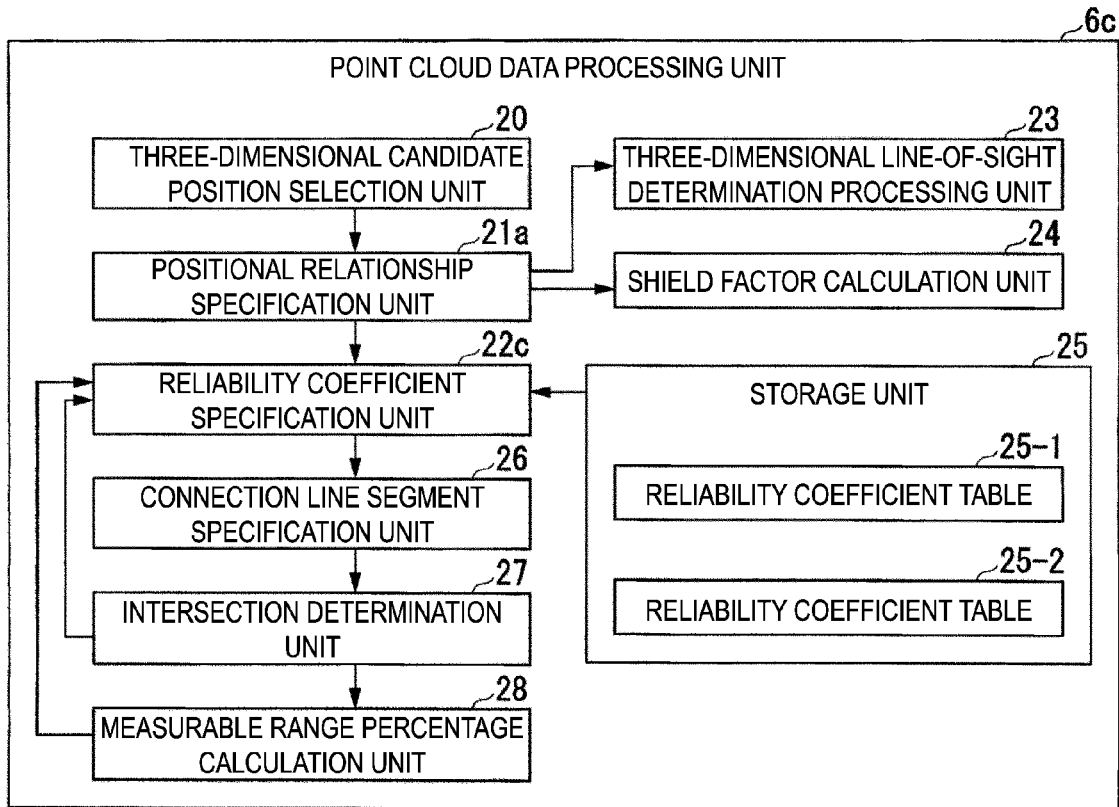 6c
POINT CLOUD DATA PROCESSING UNIT
20
THREE-DIMENSIONAL CANDIDATE
POSITION SELECTION UNIT
23
THREE-DIMENSIONAL LINE-OF-SIGHT
DETERMINATION PROCESSING UNIT
21a
POSITIONAL RELATIONSHIP
SPECIFICATION UNIT
24
SHIELD FACTOR CALCULATION UNIT
22c
RELIABILITY COEFFICIENT
SPECIFICATION UNIT
25
STORAGE UNIT
25-1
RELIABILITY COEFFICIENT TABLE
25-2
RELIABILITY COEFFICIENT TABLE
26
CONNECTION LINE SEGMENT
SPECIFICATION UNIT
27
INTERSECTION DETERMINATION
UNIT
28
MEASURABLE RANGE PERCENTAGE
CALCULATION UNIT